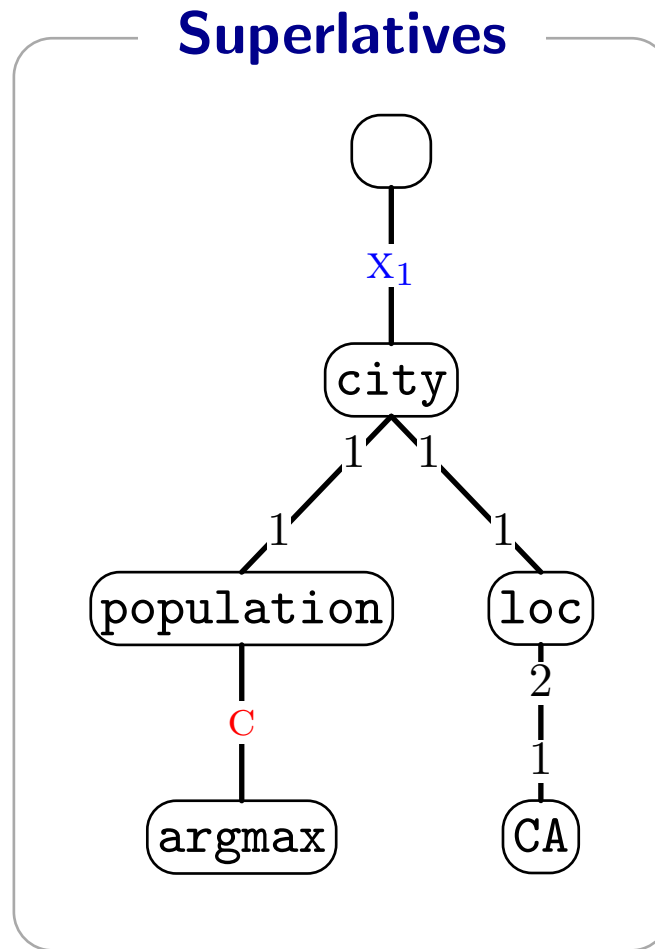 Superlatives
X1
city
1 1
1 1
population loc
2
C
1
argmax CA